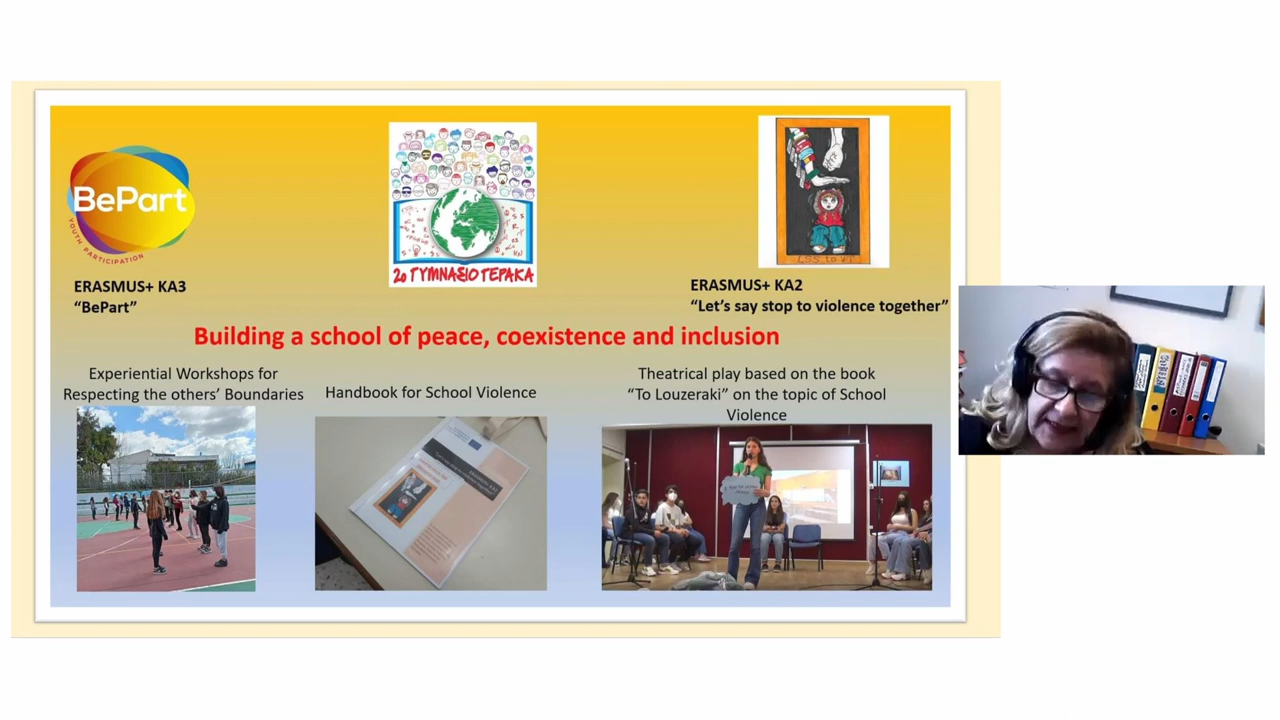 BePart
YOUTH PARTICIPATION
2ο ΓΥΜΝΑΣΙΟ ΓΕΡΑΚΑ
ERASMUS+ KA3
“BePart”
ERASMUS+ KA2
“Let’s say stop to violence together”
Building a school of peace, coexistence and inclusion
Experiential Workshops for
Respecting the others’ Boundaries
Handbook for School Violence
Theatrical play based on the book
“To Louzeraki” on the topic of School
Violence